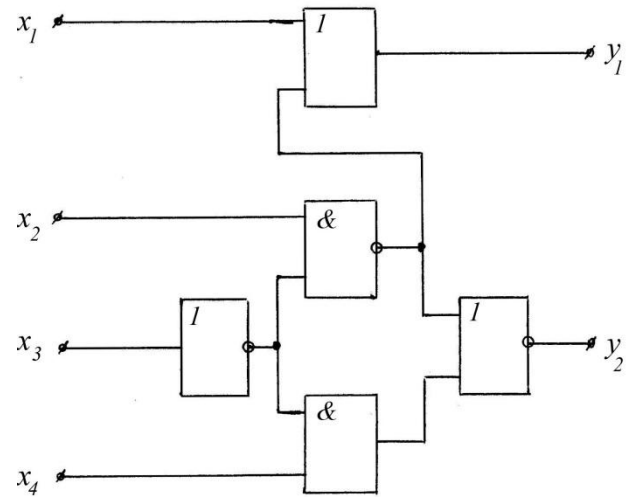 x₁ 1 y₁
x₂ &
x₃ 1 1 y₂
x₄ &